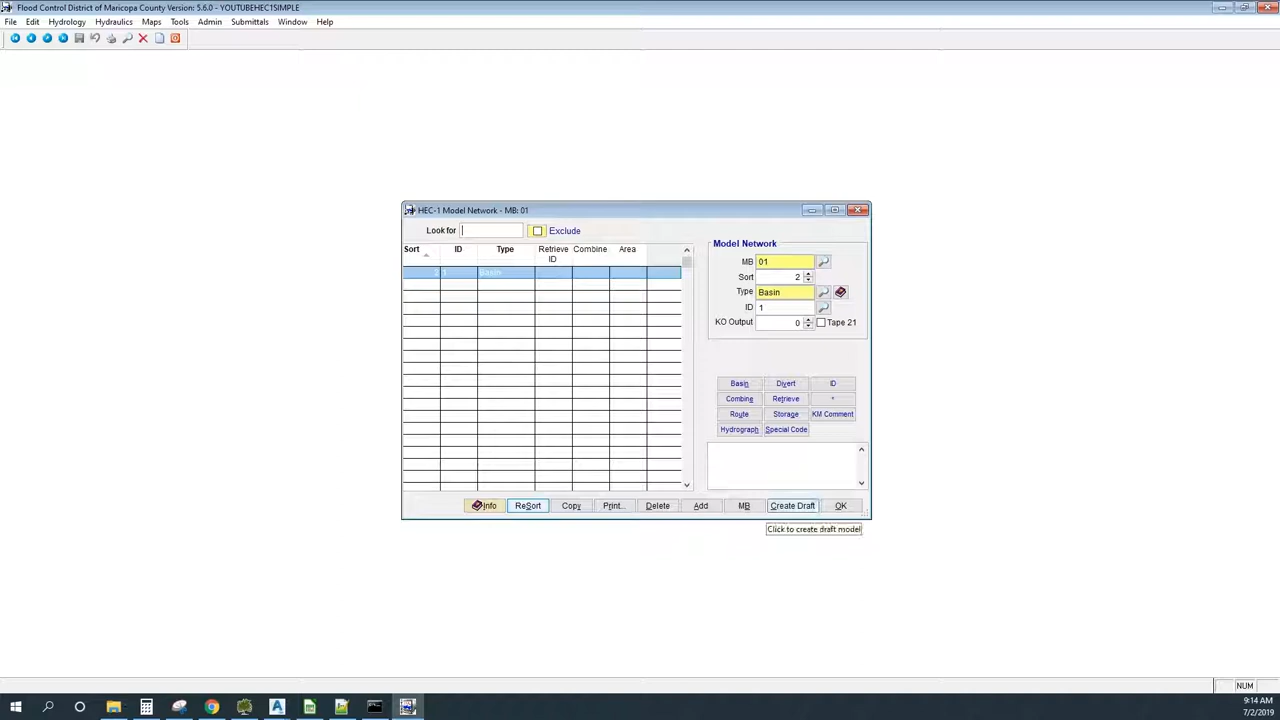 Flood Control District of Maricopa County Version: 5.6.0 - YOUTUBEHEC1SIMPLE
File Edit Hydrology Hydraulics Maps Tools Admin Submittals Window Help
HEC-1 Model Network - MB: 01
Look for Exclude
Sort ID Type Retrieve ID Combine Area
1 Basin
Model Network
MB 01
Sort 2
Type Basin
ID 1
KO Output 0 Tape 21
Basin Divert ID
Combine Retrieve *
Route Storage KM Comment
Hydrograph Special Code
Info ReSort Copy Print... Delete Add MB Create Draft OK
Click to create draft model
NUM
9:14 AM
7/2/2019